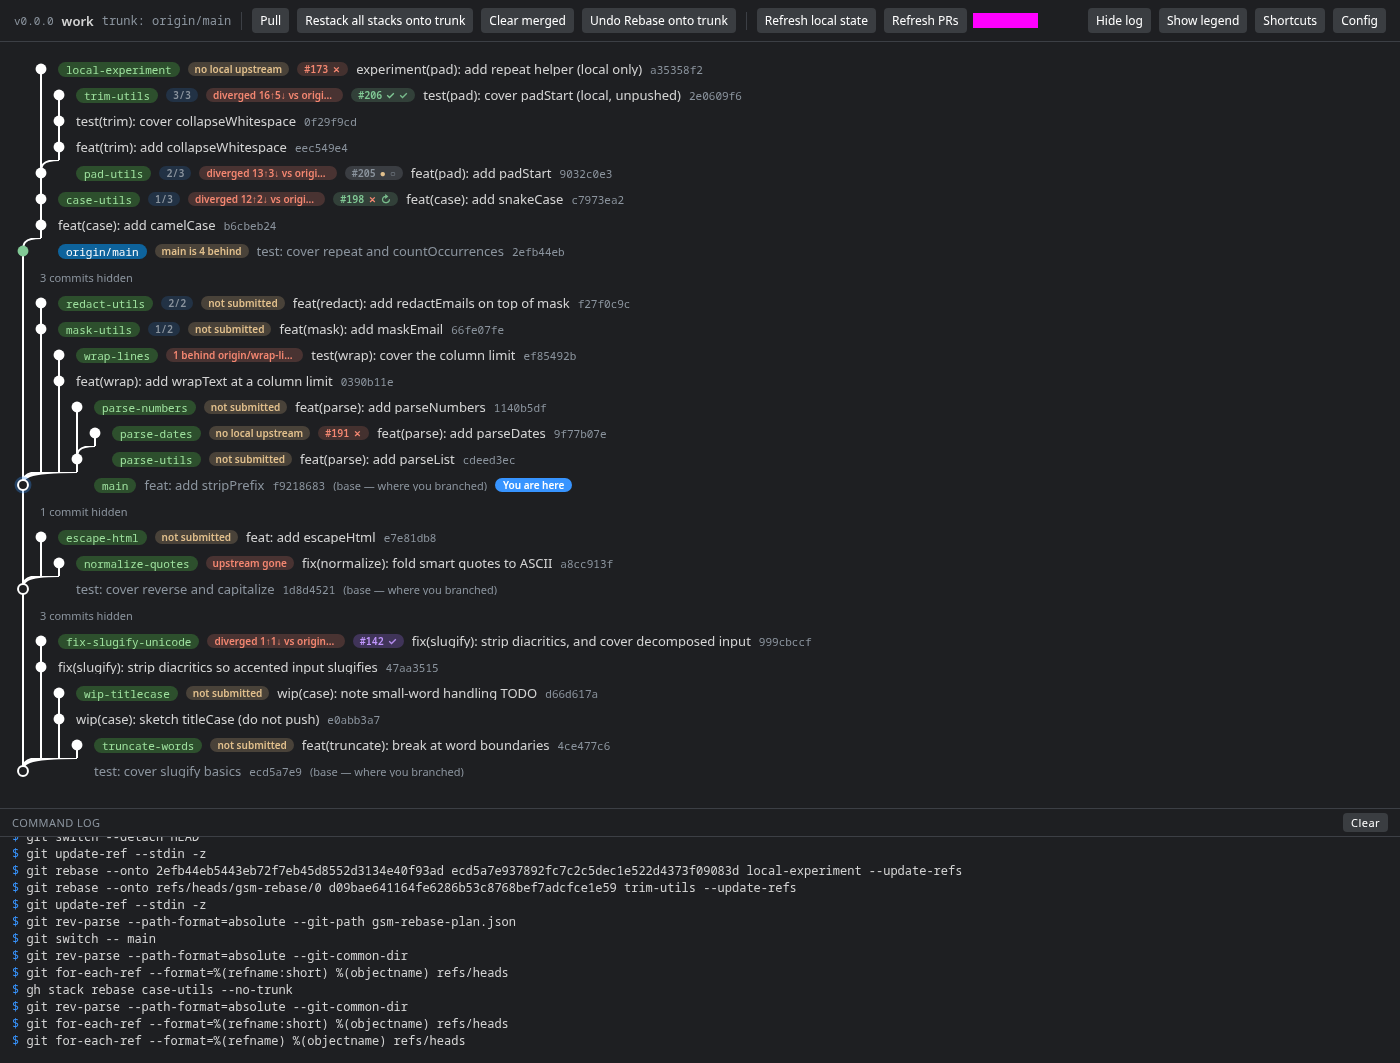 v0.0.0 work trunk: origin/main Pull Restack all stacks onto trunk Clear merged Undo Rebase onto trunk Refresh local state Refresh PRs Hide log Show legend Shortcuts Config
local-experiment no local upstream #173 × experiment(pad): add repeat helper (local only) a35358f2
trim-utils 3/3 diverged 16↑5↓ vs origi… #206 ✓ ✓ test(pad): cover padStart (local, unpushed) 2e0609f6
test(trim): cover collapseWhitespace 0f29f9cd
feat(trim): add collapseWhitespace eec549e4
pad-utils 2/3 diverged 13↑3↓ vs origi… #205 ● ○ feat(pad): add padStart 9032c0e3
case-utils 1/3 diverged 12↑2↓ vs origi… #198 × feat(case): add snakeCase c7973ea2
feat(case): add camelCase b6cbeb24
origin/main main is 4 behind test: cover repeat and countOccurrences 2efb44eb
3 commits hidden
redact-utils 2/2 not submitted feat(redact): add redactEmails on top of mask f27f0c9c
mask-utils 1/2 not submitted feat(mask): add maskEmail 66fe07fe
wrap-lines 1 behind origin/wrap-li… test(wrap): cover the column limit ef85492b
feat(wrap): add wrapText at a column limit 0390b11e
parse-numbers not submitted feat(parse): add parseNumbers 1140b5df
parse-dates no local upstream #191 × feat(parse): add parseDates 9f77b07e
parse-utils not submitted feat(parse): add parseList cdeed3ec
main feat: add stripPrefix f9218683 (base — where you branched) You are here
1 commit hidden
escape-html not submitted feat: add escapeHtml e7e81db8
normalize-quotes upstream gone fix(normalize): fold smart quotes to ASCII a8cc913f
test: cover reverse and capitalize 1d8d4521 (base — where you branched)
3 commits hidden
fix-slugify-unicode diverged 1↑1↓ vs origin… #142 ✓ fix(slugify): strip diacritics, and cover decomposed input 999cbccf
fix(slugify): strip diacritics so accented input slugifies 47aa3515
wip-titlecase not submitted wip(case): note small-word handling TODO d66d617a
wip(case): sketch titleCase (do not push) e0abb3a7
truncate-words not submitted feat(truncate): break at word boundaries 4ce477c6
test: cover slugify basics ecd5a7e9 (base — where you branched)
COMMAND LOG Clear
$ git switch --detach HEAD
$ git update-ref --stdin -z
$ git rebase --onto 2efb44eb5443eb72f7eb45d8552d3134e40f93ad ecd5a7e937892fc7c2c5dec1e522d4373f09083d local-experiment --update-refs
$ git rebase --onto refs/heads/gsm-rebase/0 d09bae641164fe6286b53c8768bef7adcfce1e59 trim-utils --update-refs
$ git update-ref --stdin -z
$ git rev-parse --path-format=absolute --git-path gsm-rebase-plan.json
$ git switch -- main
$ git rev-parse --path-format=absolute --git-common-dir
$ git for-each-ref --format=%(refname:short) %(objectname) refs/heads
$ gh stack rebase case-utils --no-trunk
$ git rev-parse --path-format=absolute --git-common-dir
$ git for-each-ref --format=%(refname:short) %(objectname) refs/heads
$ git for-each-ref --format=%(refname) %(objectname) refs/heads